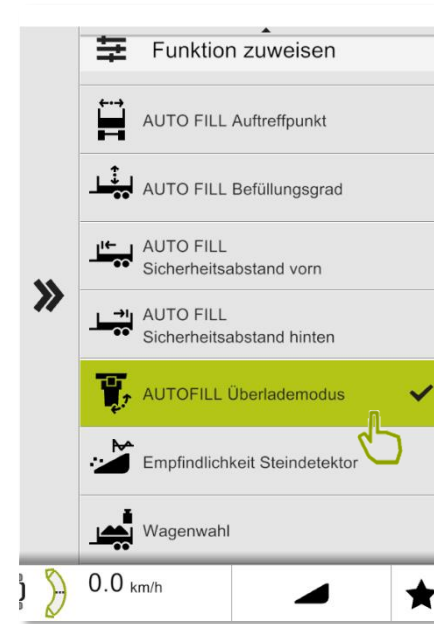 Funktion zuweisen
AUTO FILL Auftreffpunkt
AUTO FILL Befüllungsgrad
AUTO FILL
Sicherheitsabstand vorn
AUTO FILL
Sicherheitsabstand hinten
AUTOFILL Überlademodus
Empfindlichkeit Steindetektor
Wagenwahl
0.0 km/h